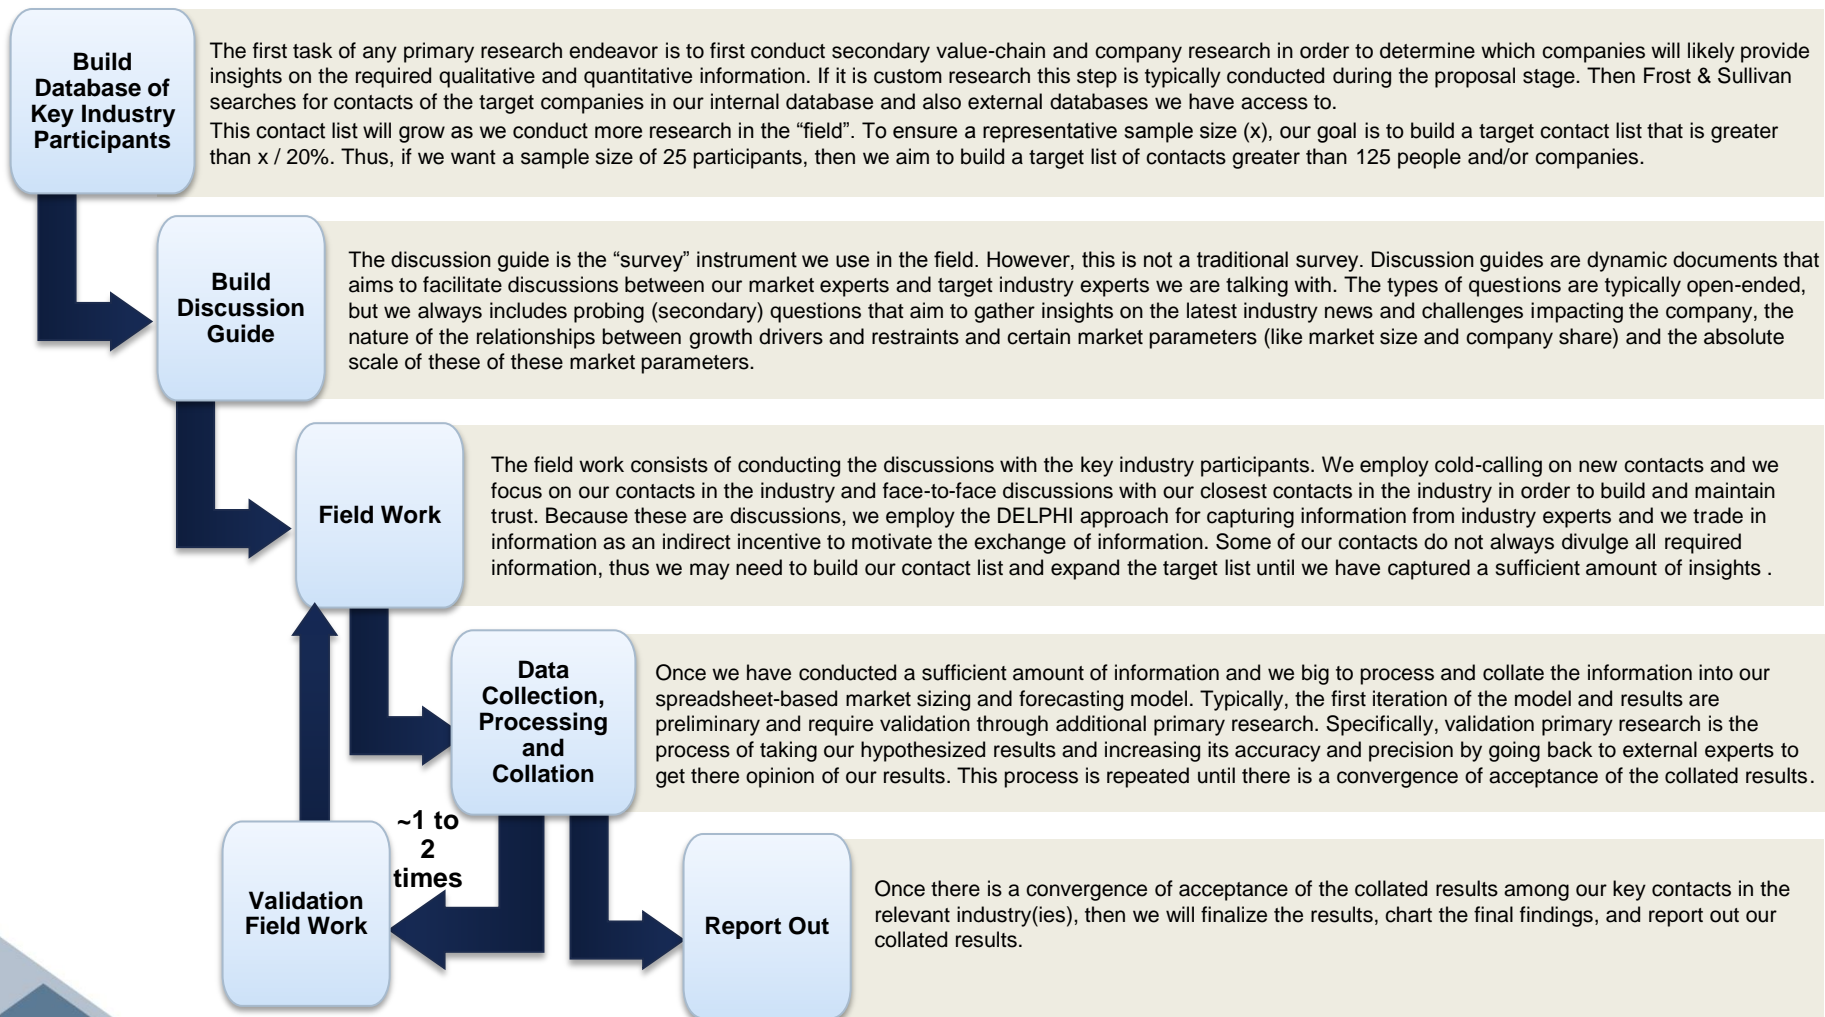 Build
Database of
Key Industry
Participants
The first task of any primary research endeavor is to first conduct secondary value-chain and company research in order to determine which companies will likely provide
insights on the required qualitative and quantitative information. If it is custom research this step is typically conducted during the proposal stage. Then Frost & Sullivan
searches for contacts of the target companies in our internal database and also external databases we have access to.
This contact list will grow as we conduct more research in the “field”. To ensure a representative sample size (x), our goal is to build a target contact list that is greater
than x / 20%. Thus, if we want a sample size of 25 participants, then we aim to build a target list of contacts greater than 125 people and/or companies.
Build
Discussion
Guide
The discussion guide is the “survey” instrument we use in the field. However, this is not a traditional survey. Discussion guides are dynamic documents that
aims to facilitate discussions between our market experts and target industry experts we are talking with. The types of questions are typically open-ended,
but we always includes probing (secondary) questions that aim to gather insights on the latest industry news and challenges impacting the company, the
nature of the relationships between growth drivers and restraints and certain market parameters (like market size and company share) and the absolute
scale of these of these market parameters.
Field Work
The field work consists of conducting the discussions with the key industry participants. We employ cold-calling on new contacts and we
focus on our contacts in the industry and face-to-face discussions with our closest contacts in the industry in order to build and maintain
trust. Because these are discussions, we employ the DELPHI approach for capturing information from industry experts and we trade in
information as an indirect incentive to motivate the exchange of information. Some of our contacts do not always divulge all required
information, thus we may need to build our contact list and expand the target list until we have captured a sufficient amount of insights .
Data
Collection,
Processing
and
Collation
Once we have conducted a sufficient amount of information and we big to process and collate the information into our
spreadsheet-based market sizing and forecasting model. Typically, the first iteration of the model and results are
preliminary and require validation through additional primary research. Specifically, validation primary research is the
process of taking our hypothesized results and increasing its accuracy and precision by going back to external experts to
get there opinion of our results. This process is repeated until there is a convergence of acceptance of the collated results.
~1 to
2
times
Validation
Field Work
Report Out
Once there is a convergence of acceptance of the collated results among our key contacts in the
relevant industry(ies), then we will finalize the results, chart the final findings, and report out our
collated results.